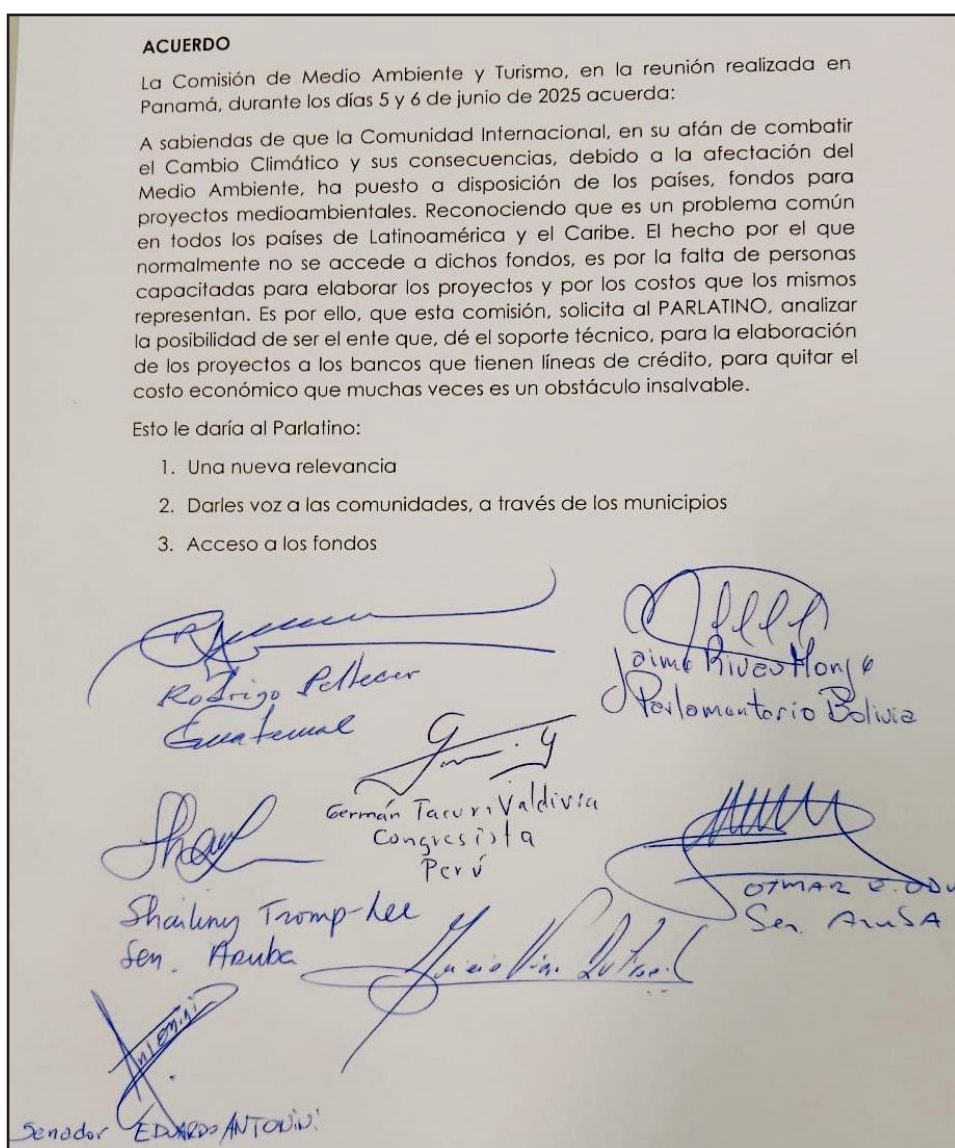 ACUERDO
La Comisión de Medio Ambiente y Turismo, en la reunión realizada en
Panamá, durante los días 5 y 6 de junio de 2025 acuerda:
A sabiendas de que la Comunidad Internacional, en su afán de combatir
el Cambio Climático y sus consecuencias, debido a la afectación del
Medio Ambiente, ha puesto a disposición de los países, fondos para
proyectos medioambientales. Reconociendo que es un problema común
en todos los países de Latinoamérica y el Caribe. El hecho por el que
normalmente no se accede a dichos fondos, es por la falta de personas
capacitadas para elaborar los proyectos y por los costos que los mismos
representan. Es por ello, que esta comisión, solicita al PARLATINO, analizar
la posibilidad de ser el ente que, dé el soporte técnico, para la elaboración
de los proyectos a los bancos que tienen líneas de crédito, para quitar el
costo económico que muchas veces es un obstáculo insalvable.
Esto le daría al Parlatino:
1. Una nueva relevancia
2. Darles voz a las comunidades, a través de los municipios
3. Acceso a los fondos
Rodrigo Pellecer
Guatemal
Jaime
Parlamentario Bolivia
Germán Tacuri Valdivia
Congresista
Perú
Tromp-Lee
Sen. Aruba
OTMAR E. ODU
Sen. Aruba
Antonini
Senador EDUARDO ANTONINI